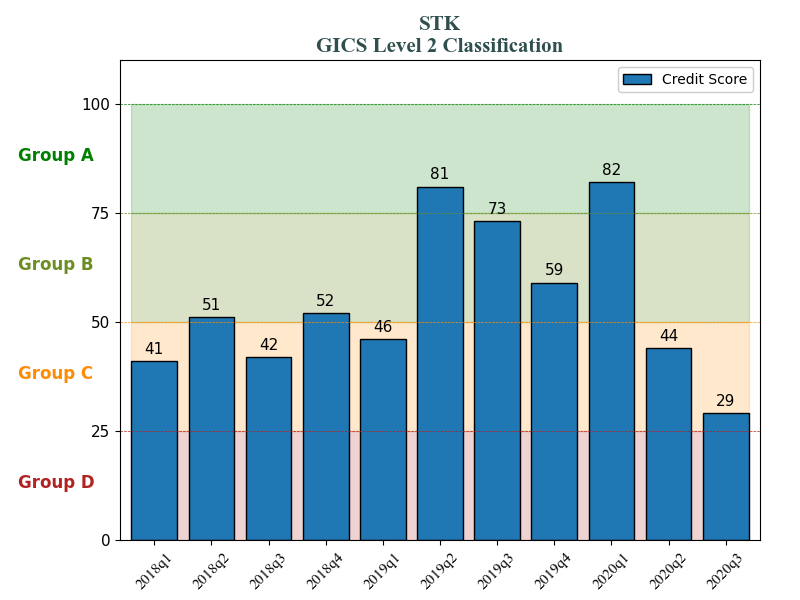 STK
GICS Level 2 Classification
Credit Score
100
Group A
82
81
75
73
Group B
59
52
51
50
46
44
42
41
Group C
29
25
Group D
0
2018q1 2018q2 2018q3 2018q4 2019q1 2019q2 2019q3 2019q4 2020q1 2020q2 2020q3